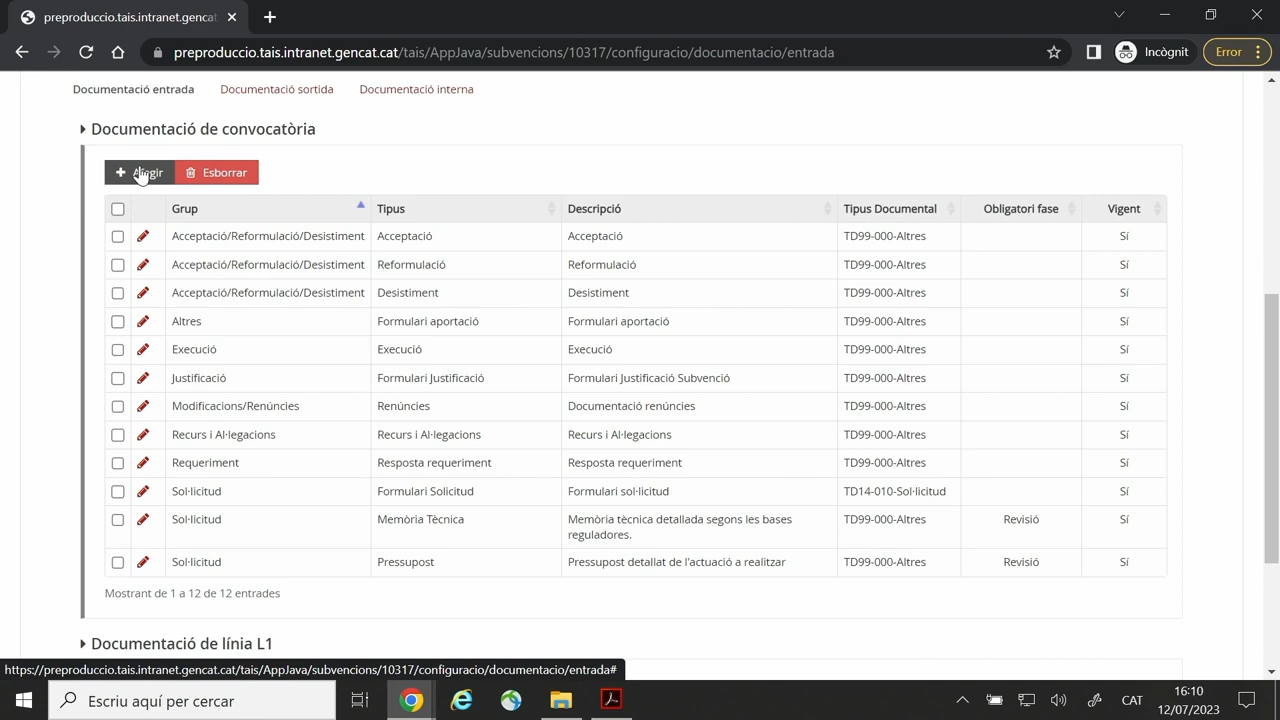 preproduccio.tais.intranet.gencat
preproduccio.tais.intranet.gencat.cat/tais/AppJava/subvencions/10317/configuracio/documentacio/entrada
Incògnit
Error
Documentació entrada Documentació sortida Documentació interna
Documentació de convocatòria
Afegir Esborrar
Grup Tipus Descripció Tipus Documental Obligatori fase Vigent
Acceptació/Reformulació/Desistiment Acceptació Acceptació TD99-000-Altres Sí
Acceptació/Reformulació/Desistiment Reformulació Reformulació TD99-000-Altres Sí
Acceptació/Reformulació/Desistiment Desistiment Desistiment TD99-000-Altres Sí
Altres Formulari aportació Formulari aportació TD99-000-Altres Sí
Execució Execució Execució TD99-000-Altres Sí
Justificació Formulari Justificació Formulari Justificació Subvenció TD99-000-Altres Sí
Modificacions/Renúncies Renúncies Documentació renúncies TD99-000-Altres Sí
Recurs i Al·legacions Recurs i Al·legacions Recurs i Al·legacions TD99-000-Altres Sí
Requeriment Resposta requeriment Resposta requeriment TD99-000-Altres Sí
Sol·licitud Formulari Solicitud Formulari sol·licitud TD14-010-Sol·licitud Sí
Sol·licitud Memòria Tècnica Memòria tècnica detallada segons les bases TD99-000-Altres Revisió Sí
reguladores.
Sol·licitud Pressupost Pressupost detallat de l'actuació a realitzar TD99-000-Altres Revisió Sí
Mostrant de 1 a 12 de 12 entrades
Documentació de línia L1
https://preproduccio.tais.intranet.gencat.cat/tais/AppJava/subvencions/10317/configuracio/documentacio/entrada#
Escriu aquí per cercar
CAT
16:10
12/07/2023